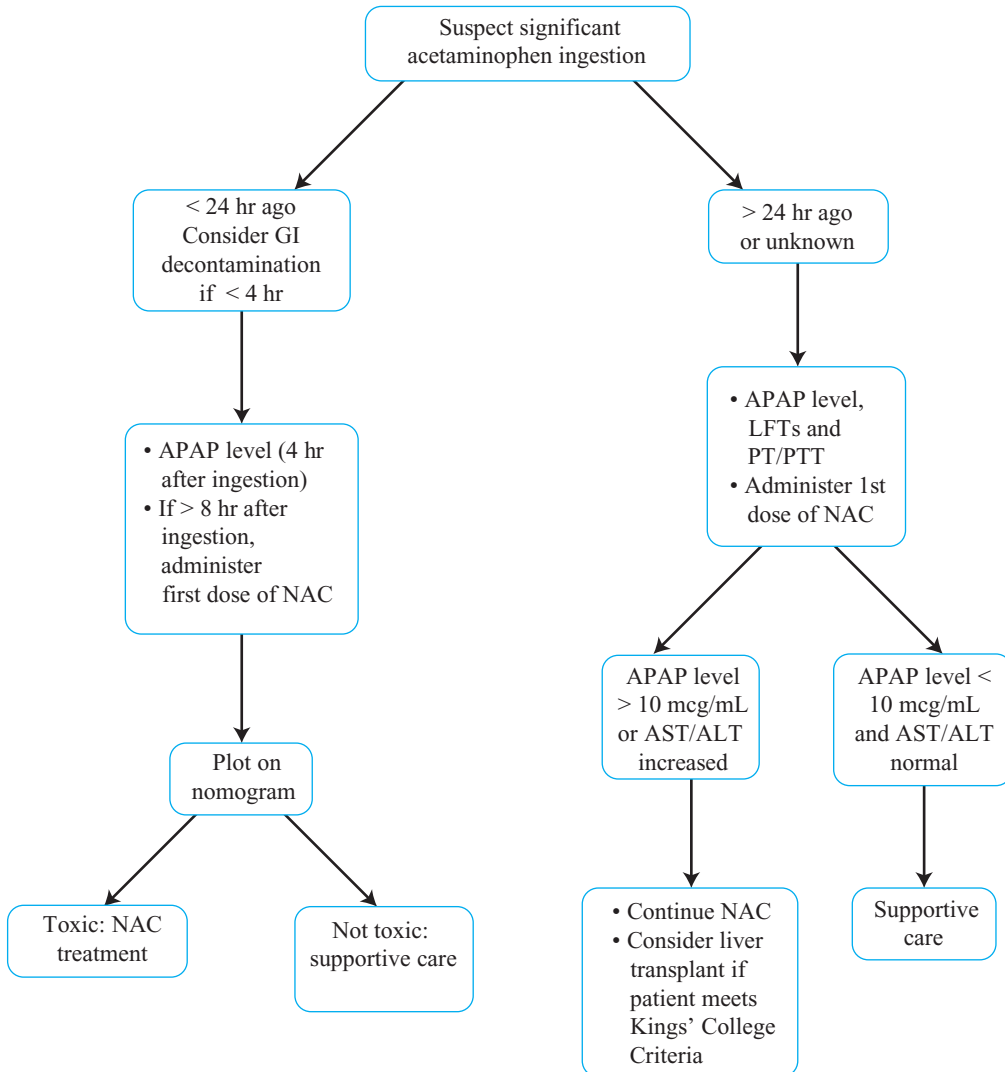 Suspect significant
acetaminophen ingestion
< 24 hr ago
Consider GI
decontamination
if < 4 hr
> 24 hr ago
or unknown
• APAP level (4 hr
after ingestion)
• If > 8 hr after
ingestion,
administer
first dose of NAC
• APAP level,
LFTs and
PT/PTT
• Administer 1st
dose of NAC
Plot on
nomogram
APAP level
> 10 mcg/mL
or AST/ALT
increased
APAP level <
10 mcg/mL
and AST/ALT
normal
Toxic: NAC
treatment
Not toxic:
supportive care
• Continue NAC
• Consider liver
transplant if
patient meets
Kings’ College
Criteria
Supportive
care